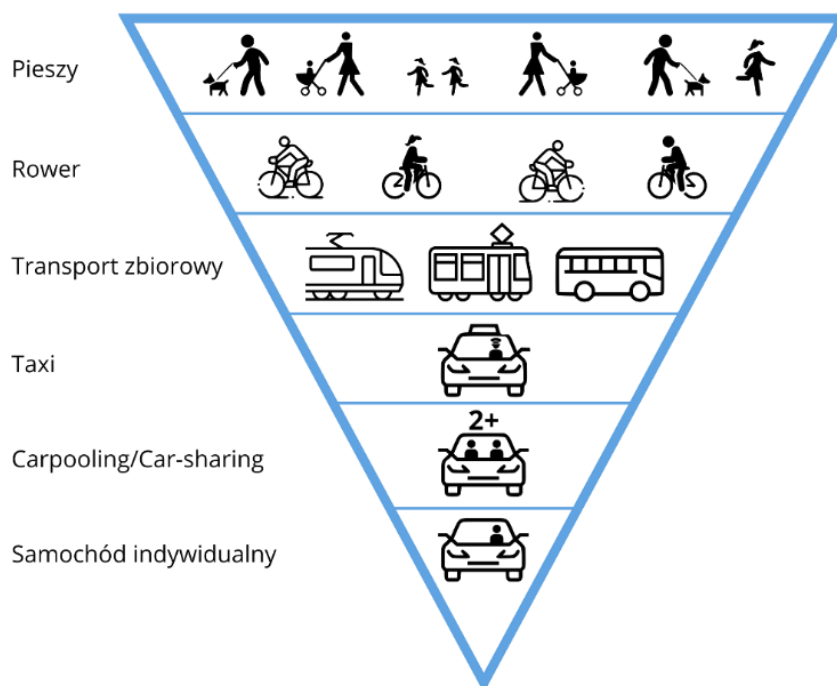 Pieszy
Rower
Transport zbiorowy
Taxi
2+
Carpooling/Car-sharing
Samochód indywidualny